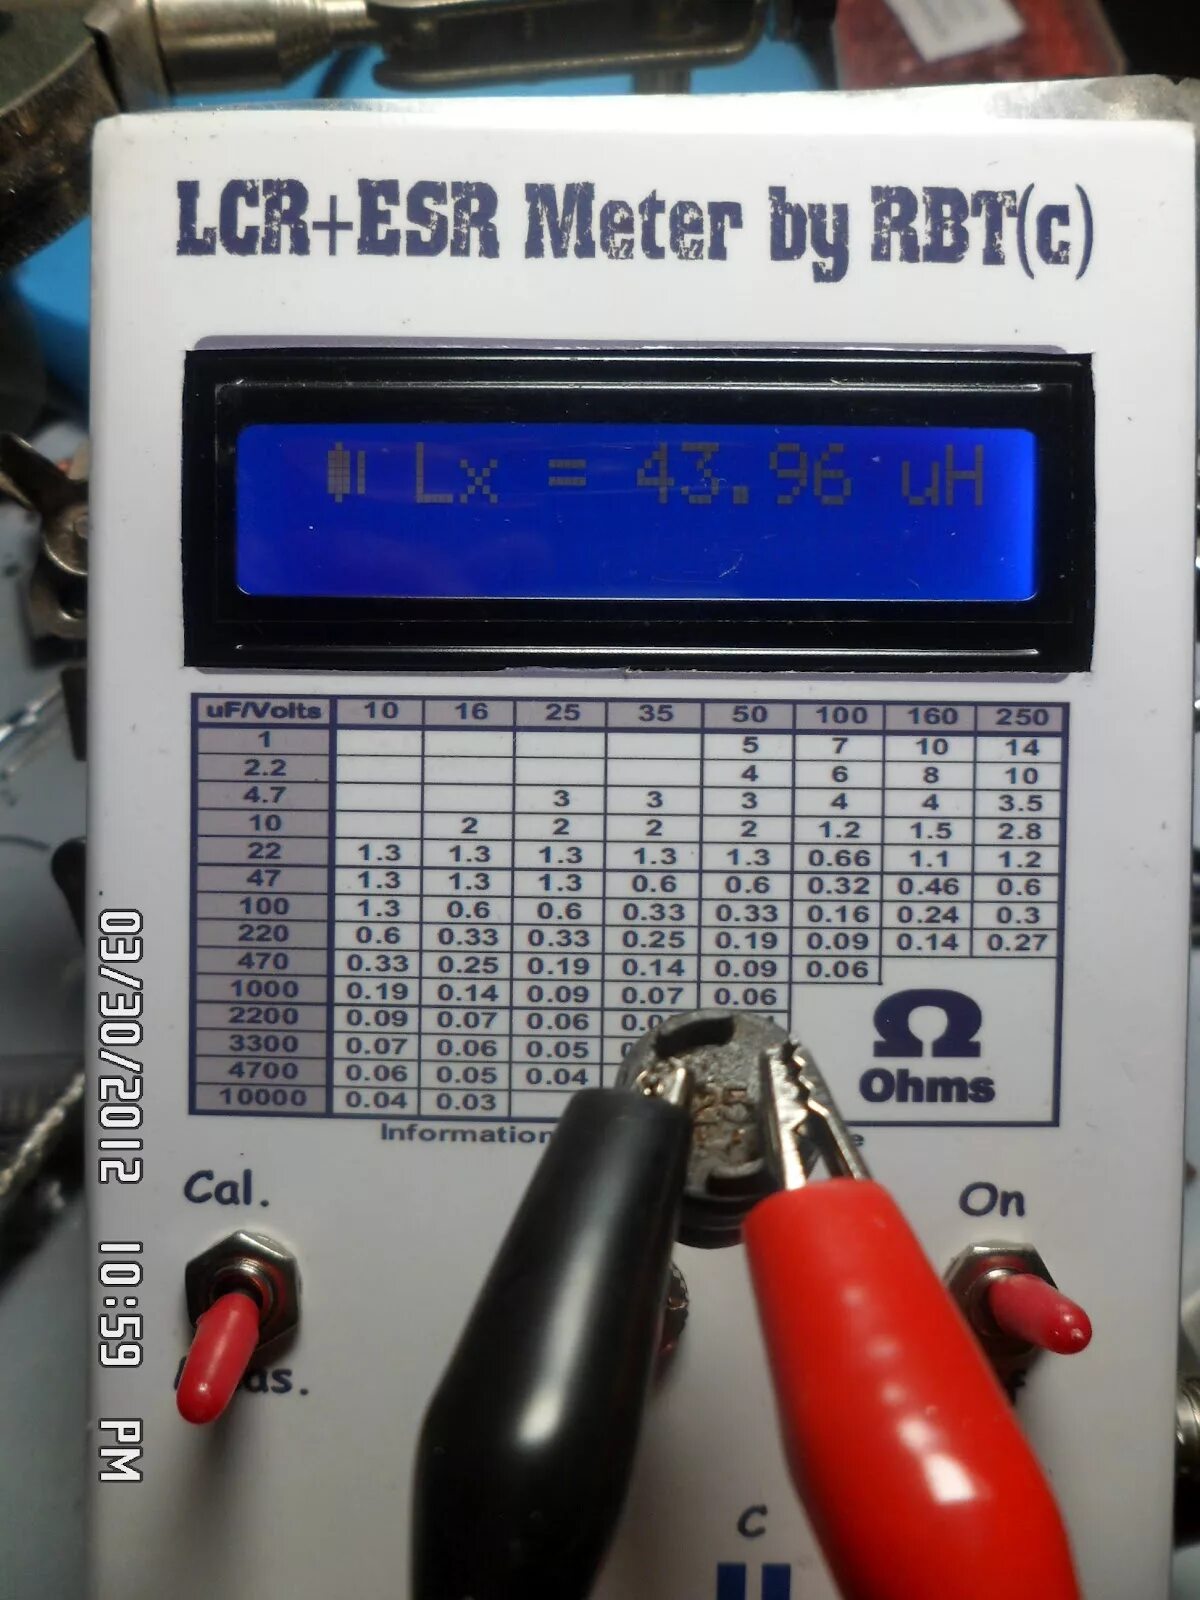 LCR+ESR Meter by RBT(c)
Lx = 43.96 uH
uF/Volts 10 16 25 35 50 100 160 250
1 5 7 10 14
2.2 4 6 8 10
4.7 3 3 3 4 4 3.5
10 2 2 2 2 1.2 1.5 2.8
22 1.3 1.3 1.3 1.3 1.3 0.66 1.1 1.2
47 1.3 1.3 1.3 0.6 0.6 0.32 0.46 0.6
100 1.3 0.6 0.6 0.33 0.33 0.16 0.24 0.3
220 0.6 0.33 0.33 0.25 0.19 0.09 0.14 0.27
470 0.33 0.25 0.19 0.14 0.09 0.06
1000 0.19 0.14 0.09 0.07 0.06
2200 0.09 0.07 0.06
3300 0.07 0.06 0.05
4700 0.06 0.05 0.04
10000 0.04 0.03
Ω
Ohms
Information
Cal.
On
C
03/30/2012 10:59 PM